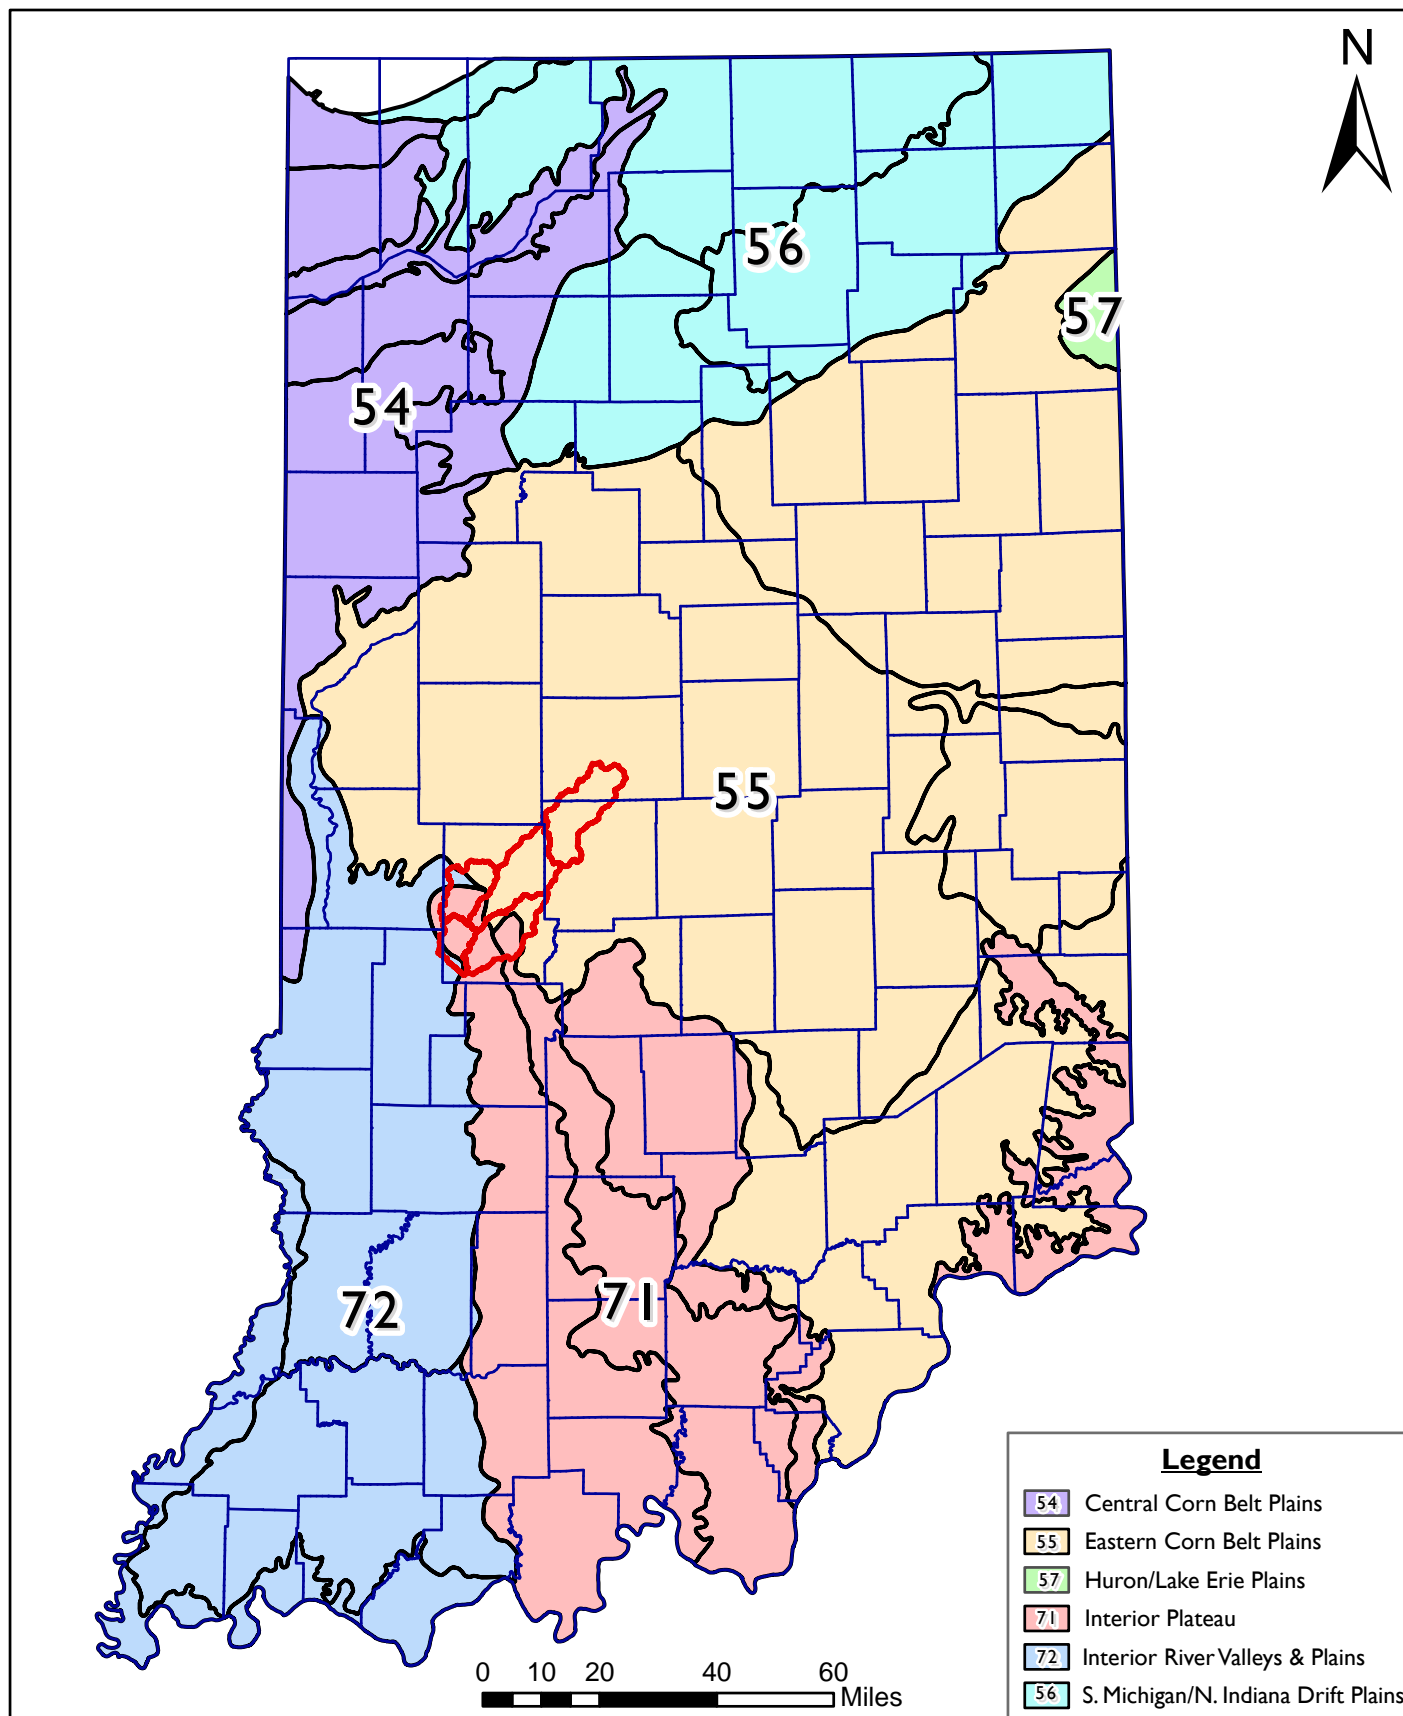 N
56
57
54
55
72
71
Legend
54 Central Corn Belt Plains
55 Eastern Corn Belt Plains
57 Huron/Lake Erie Plains
71 Interior Plateau
72 Interior River Valleys & Plains
56 S. Michigan/N. Indiana Drift Plains
0 10 20 40 60
Miles